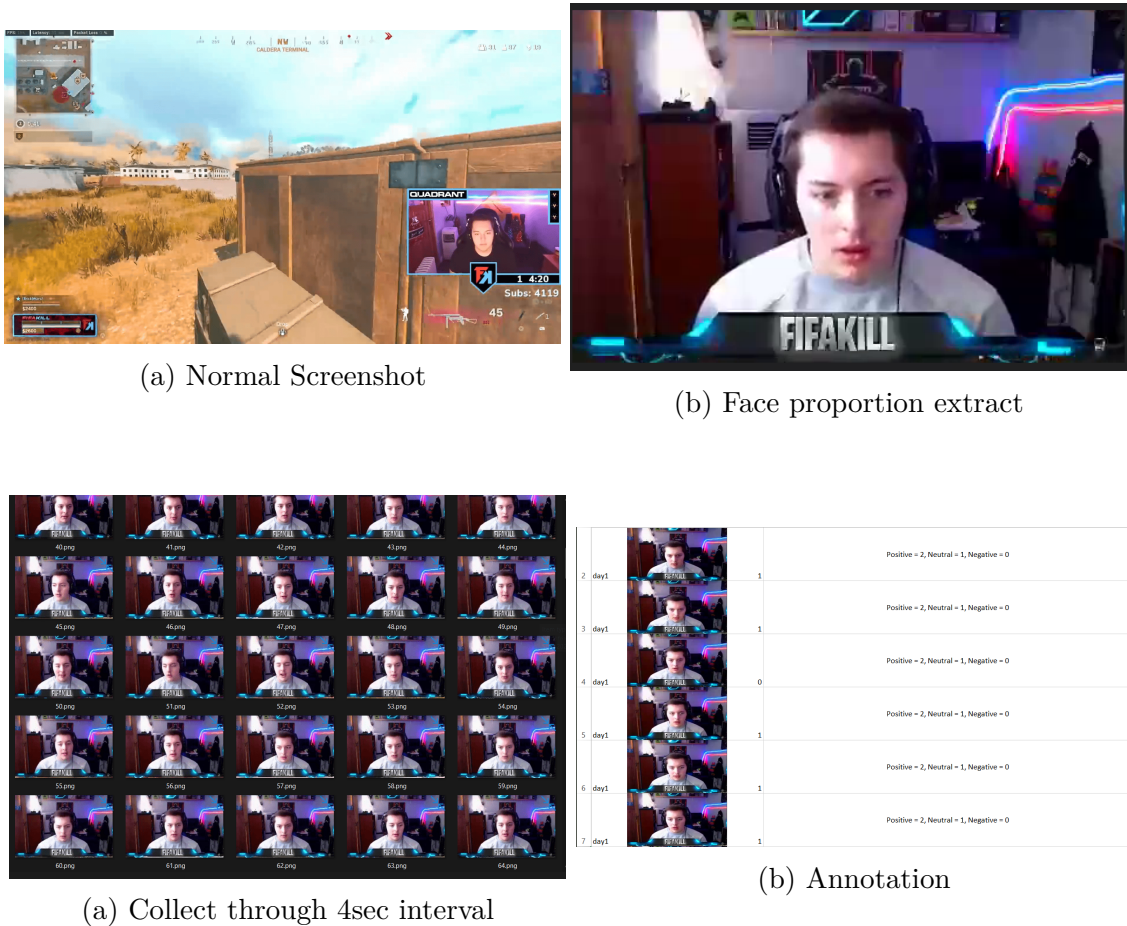 FPS
Latency:
Packet Loss
NW
CALDERA TERMINAL
QUADRANT
1 4:20
Subs: 4119
45
FIFAKILL
(a) Normal Screenshot
FIFAKILL
(b) Face proportion extract
40.png 41.png 42.png 43.png 44.png
45.png 46.png 47.png 48.png 49.png
50.png 51.png 52.png 53.png 54.png
55.png 56.png 57.png 58.png 59.png
60.png 61.png 62.png 63.png 64.png
(a) Collect through 4sec interval
2 day1 1 Positive = 2, Neutral = 1, Negative = 0
3 day1 1 Positive = 2, Neutral = 1, Negative = 0
4 day1 0 Positive = 2, Neutral = 1, Negative = 0
5 day1 1 Positive = 2, Neutral = 1, Negative = 0
6 day1 1 Positive = 2, Neutral = 1, Negative = 0
7 day1 1 Positive = 2, Neutral = 1, Negative = 0
(b) Annotation